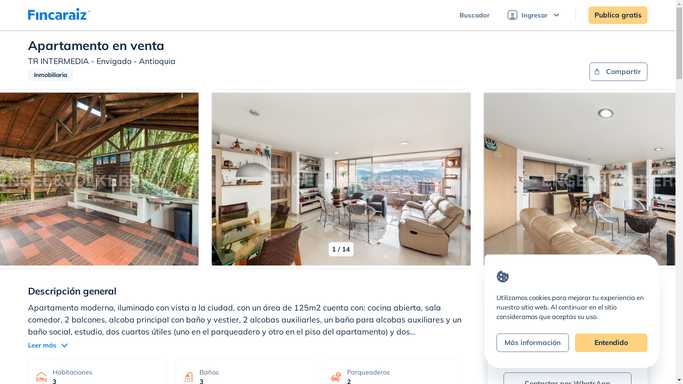 Fincaraiz
Buscador
Ingresar
Publica gratis
Apartamento en venta
TR INTERMEDIA - Envigado - Antioquia
Inmobiliaria
Compartir
1 / 14
Descripción general
Apartamento moderno, iluminado con vista a la ciudad, con un área de 125m2 cuenta con: cocina abierta, sala
comedor, 2 balcones, alcoba principal con baño y vestier, 2 alcobas auxiliarles, un baño para alcobas auxiliares y un
baño social, estudio, dos cuartos útiles (uno en el parqueadero y otro en el piso del apartamento) y dos...
Leer más
Habitaciones
3
Baños
3
Parqueaderos
2
Utilizamos cookies para mejorar tu experiencia en
nuestro sitio web. Al continuar en el sitio
consideramos que aceptas su uso.
Más información
Entendido
Contactar por WhatsApp